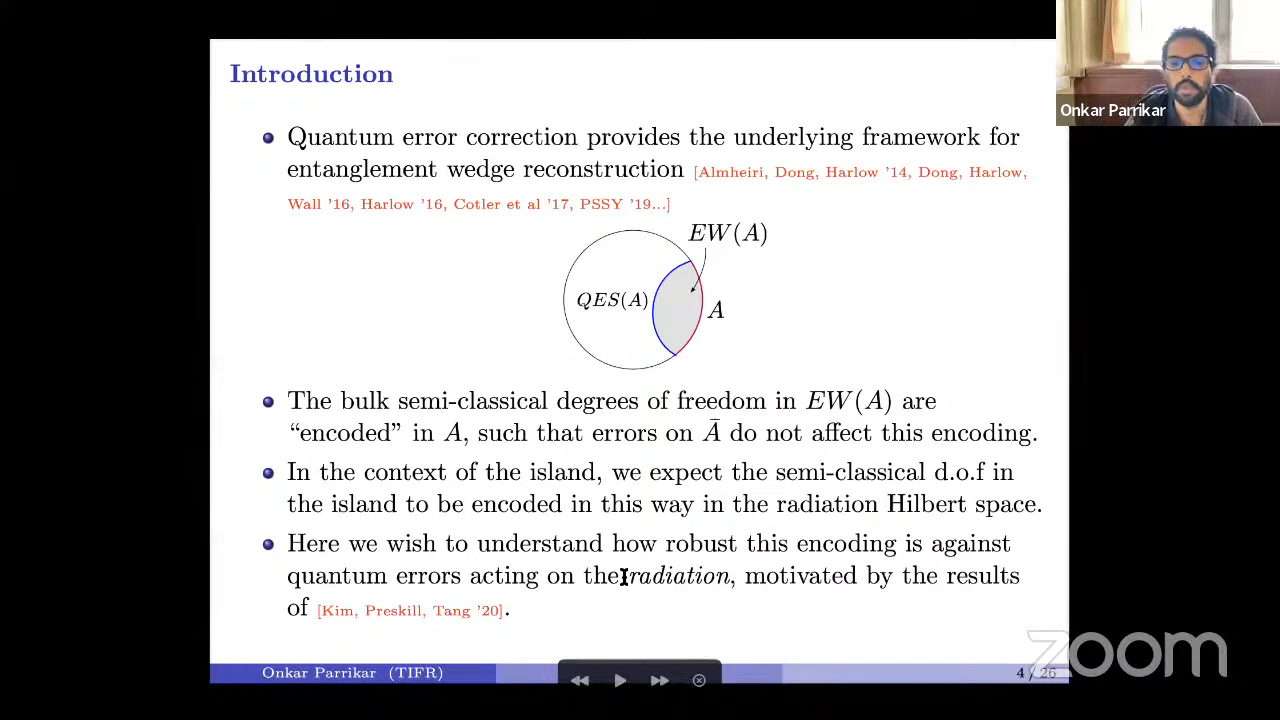 Introduction
Onkar Parrikar
Quantum error correction provides the underlying framework for
entanglement wedge reconstruction [Almheiri, Dong, Harlow '14, Dong, Harlow,
Wall '16, Harlow '16, Cotler et al '17, PSSY '19...]
EW(A)
QES(A)
A
The bulk semi-classical degrees of freedom in EW(A) are
“encoded” in A, such that errors on Ā do not affect this encoding.
In the context of the island, we expect the semi-classical d.o.f in
the island to be encoded in this way in the radiation Hilbert space.
Here we wish to understand how robust this encoding is against
quantum errors acting on the radiation, motivated by the results
of [Kim, Preskill, Tang '20].
zoom
Onkar Parrikar (TIFR)
4 / 26